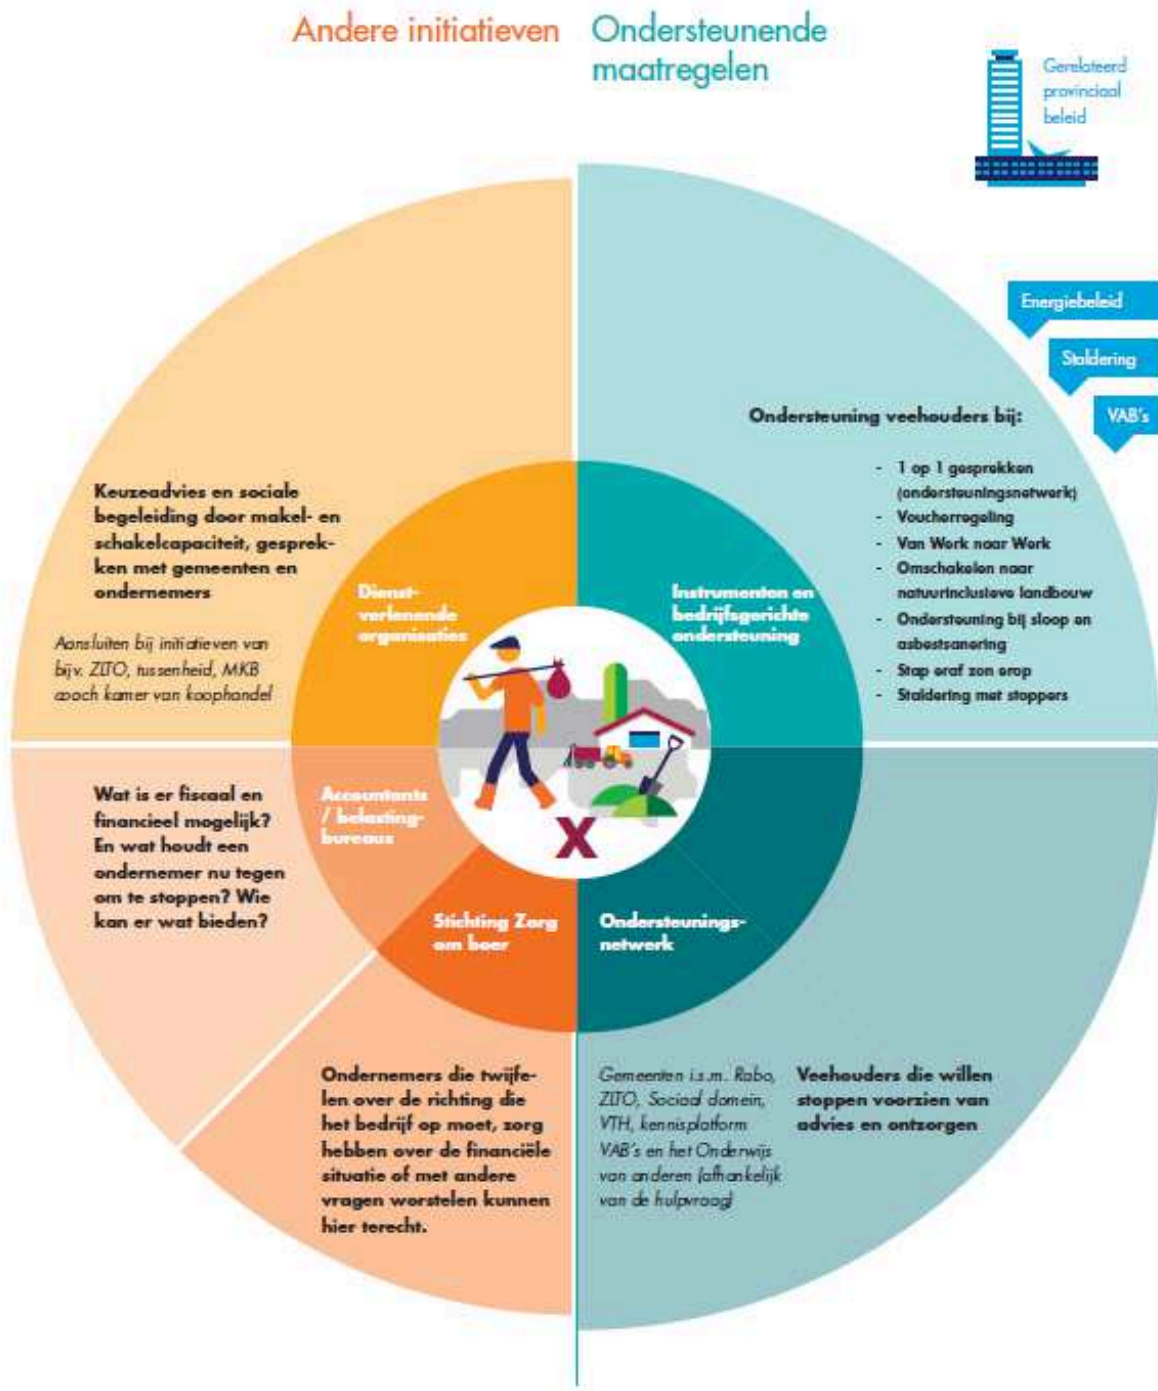 Andere initiatieven
Ondersteunende
maatregelen
Gerelateerd
provinciaal
beleid
Energiebeleid
Staldering
VAB's
Ondersteuning veehouders bij:
- 1 op 1 gesprekken
(ondersteuningsnetwerk)
- Voucherregeling
- Van Werk naar Werk
- Omschakelen naar
natuurinclusieve landbouw
- Ondersteuning bij sloop en
asbestsanering
- Stap eraf zon erop
- Staldering met stoppers
Keuzeadvies en sociale
begeleiding door makel- en
schakelcapaciteit, gesprek-
ken met gemeenten en
ondernemers
Aansluiten bij initiatieven van
bijv. ZLTO, tussenheid, MKB
apoch kamer van koophandel
Dienst-
verlenende
organisaties
Instrumenten en
bedrijfsgerichte
ondersteuning
Wat is er fiscaal en
financieel mogelijk?
En wat houdt een
ondernemer nu tegen
om te stoppen? Wie
kan er wat bieden?
Accountants
/ belasting-
bureaus
X
Stichting Zorg
om boer
Ondersteunings-
netwerk
Ondernemers die twijfe-
len over de richting die
het bedrijf op moet, zorg
hebben over de financiële
situatie of met andere
vragen worstelen kunnen
hier terecht.
Gemeenten i.s.m. Rabo,
ZLTO, Sociaal domein,
VTH, kennisplatform
VAB's en het Onderwijs
van anderen (afhankelijk
van de hulpvraag)
Veehouders die willen
stoppen voorzien van
advies en ontzorgen